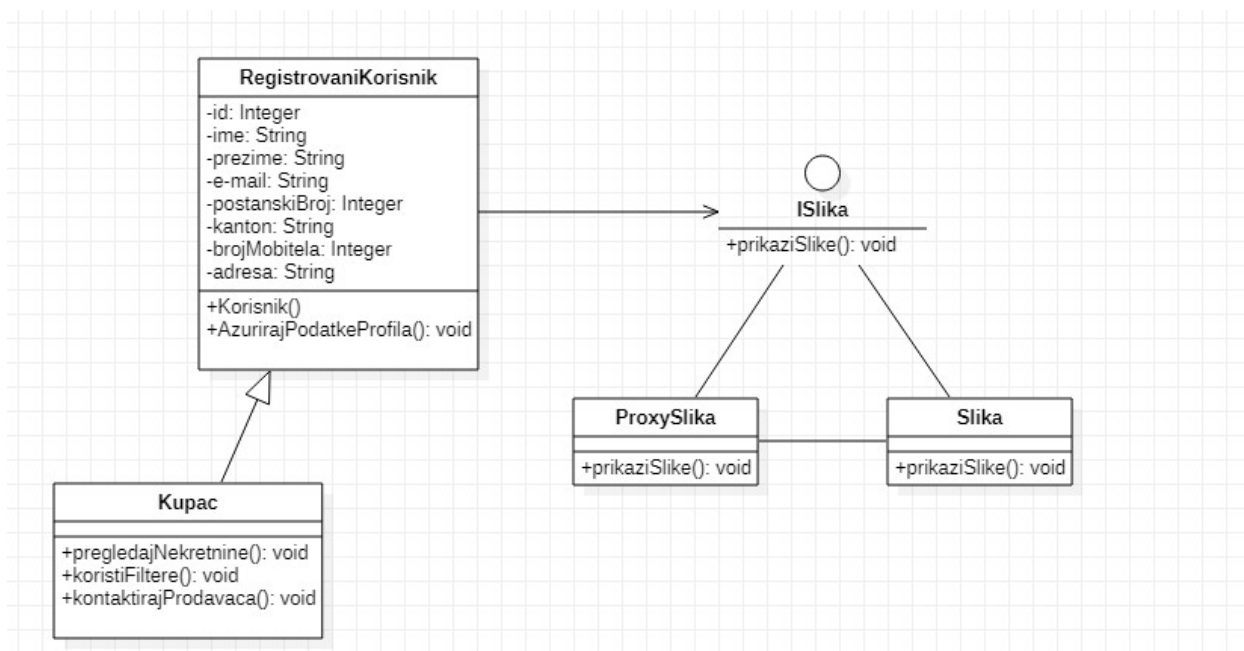 RegistrovaniKorisnik
-id: Integer
-ime: String
-prezime: String
-e-mail: String
-postanskiBroj: Integer
-kanton: String
-brojMobitela: Integer
-adresa: String
+Korisnik()
+AzurirajPodatkeProfila(): void
ISlika
+prikaziSlike(): void
ProxySlika
+prikaziSlike(): void
Slika
+prikaziSlike(): void
Kupac
+pregledajNekretnine(): void
+koristiFiltere(): void
+kontaktirajProdavaca(): void